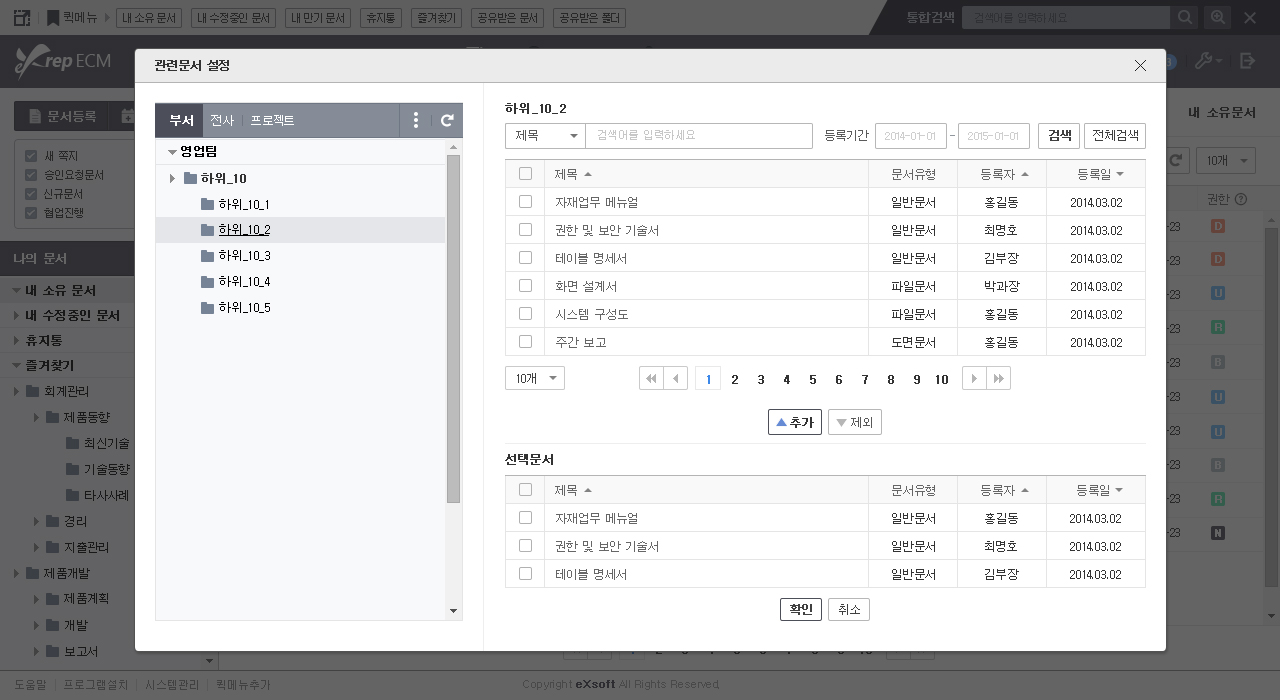 퀵메뉴 내 소유 문서 내 수정중인 문서 내 만기 문서 휴지통 즐겨찾기 공유받은 문서 공유받은 폴더 통합검색 검색어를 입력하세요
Xrep ECM
관련문서 설정
문서등록
내 소유문서
새 쪽지
승인요청문서
신규문서
협업진행
10개
권한
나의 문서
내 소유 문서
내 수정중인 문서
휴지통
즐겨찾기
회계관리
제품동향
최신기술
기술동향
타사사례
경리
지출관리
제품개발
제품계획
개발
보고서
부서 전사 프로젝트
영업팀
하위_10
하위_10_1
하위_10_2
하위_10_3
하위_10_4
하위_10_5
하위_10_2
제목 검색어를 입력하세요 등록기간 2014-01-01 - 2015-01-01 검색 전체검색
제목 문서유형 등록자 등록일
자재업무 메뉴얼 일반문서 홍길동 2014.03.02
권한 및 보안 기술서 일반문서 최명호 2014.03.02
테이블 명세서 일반문서 김부장 2014.03.02
화면 설계서 파일문서 박과장 2014.03.02
시스템 구성도 파일문서 홍길동 2014.03.02
주간 보고 도면문서 홍길동 2014.03.02
10개 1 2 3 4 5 6 7 8 9 10
추가 제외
선택문서
제목 문서유형 등록자 등록일
자재업무 메뉴얼 일반문서 홍길동 2014.03.02
권한 및 보안 기술서 일반문서 최명호 2014.03.02
테이블 명세서 일반문서 김부장 2014.03.02
확인 취소
-23 D
-23 D
-23 U
-23 R
-23 B
-23 U
-23 U
-23 B
-23 R
-23 N
도움말 프로그램설치 시스템관리 퀵메뉴추가
Copyright eXsoft All Rights Reserved.